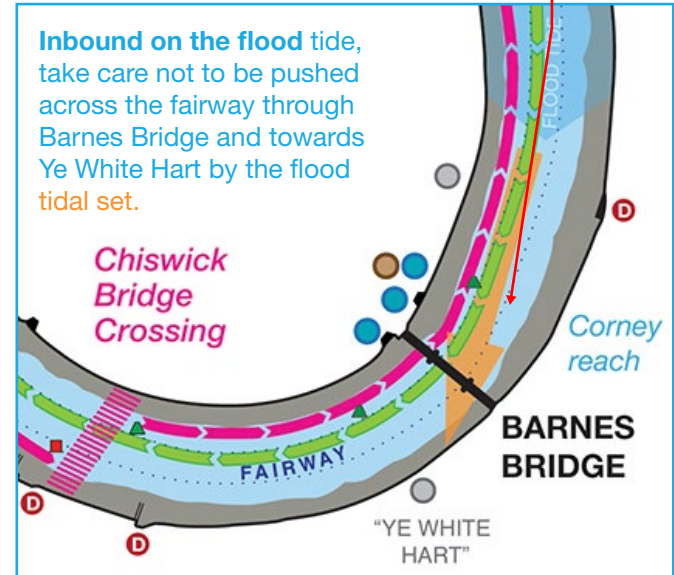 Inbound on the flood tide,
take care not to be pushed
across the fairway through
Barnes Bridge and towards
Ye White Hart by the flood
tidal set.
FLOOD TIDE
D
Chiswick
Bridge
Crossing
Corney
reach
BARNES
BRIDGE
FAIRWAY
"YE WHITE
HART"
D
D